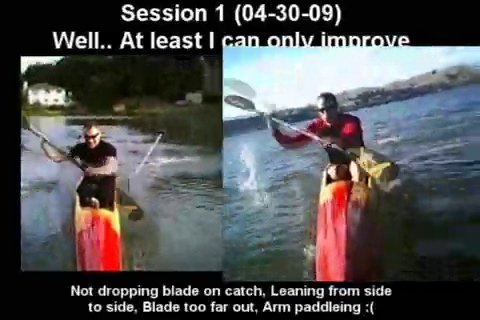 Session 1 (04-30-09)
Well.. At least I can only improve
Not dropping blade on catch, Leaning from side
to side, Blade too far out, Arm paddleing :(